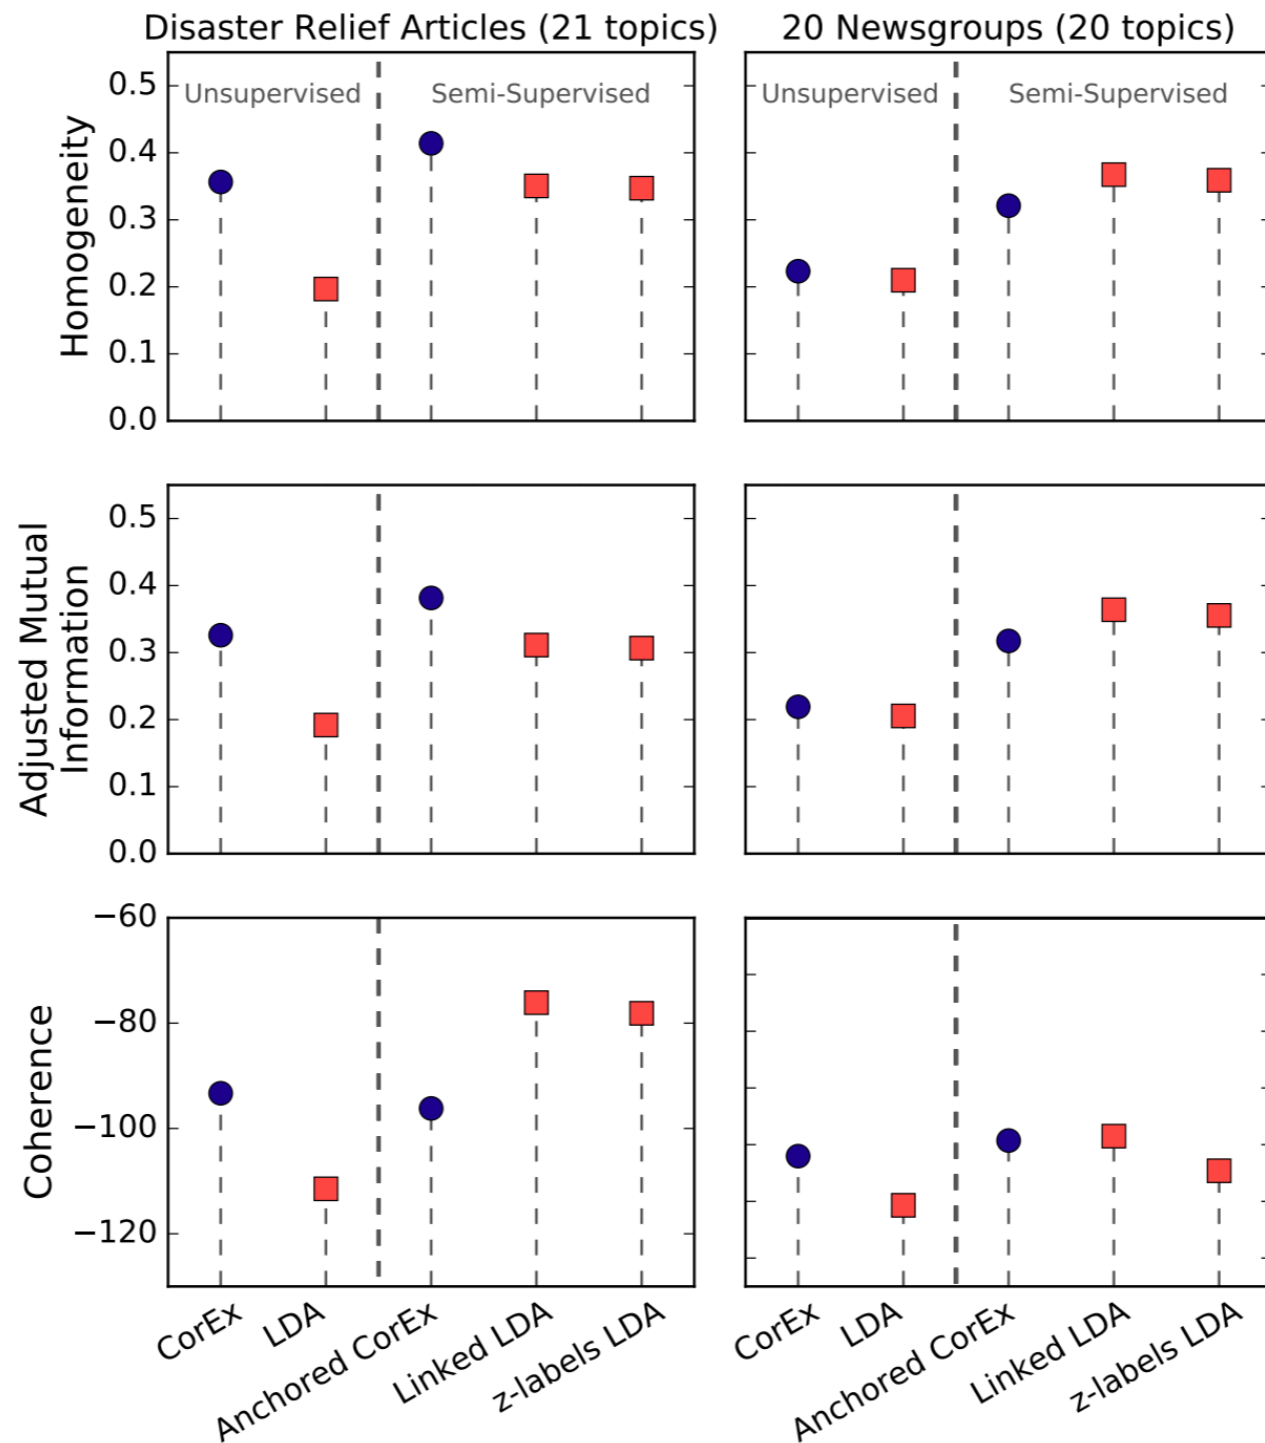 Disaster Relief Articles (21 topics)
20 Newsgroups (20 topics)
Unsupervised
Semi-Supervised
Unsupervised
Semi-Supervised
Homogeneity
0.5
0.4
0.3
0.2
0.1
0.0
Adjusted Mutual
Information
0.5
0.4
0.3
0.2
0.1
0.0
Coherence
−60
−80
−100
−120
CorEx
LDA
Anchored CorEx
Linked LDA
z-labels LDA
CorEx
LDA
Anchored CorEx
Linked LDA
z-labels LDA